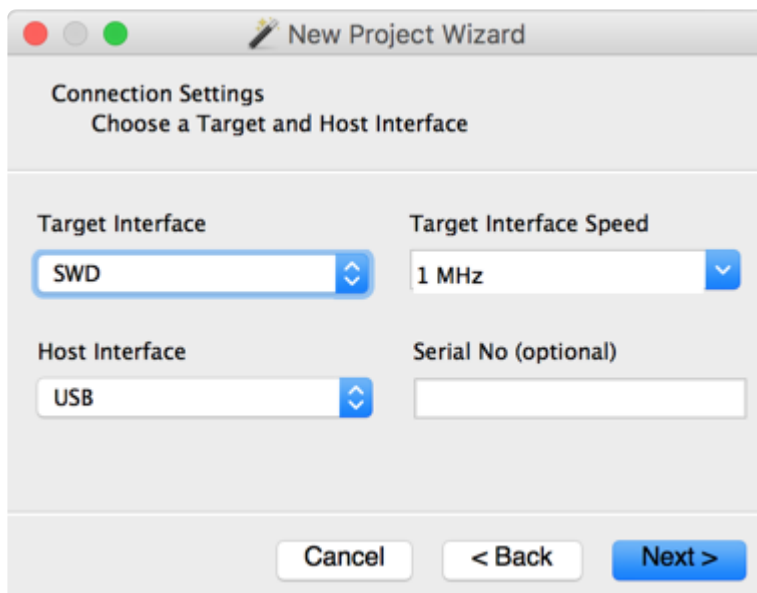 New Project Wizard
Connection Settings
Choose a Target and Host Interface
Target Interface
Target Interface Speed
SWD
1 MHz
Host Interface
Serial No (optional)
USB
Cancel
< Back
Next >